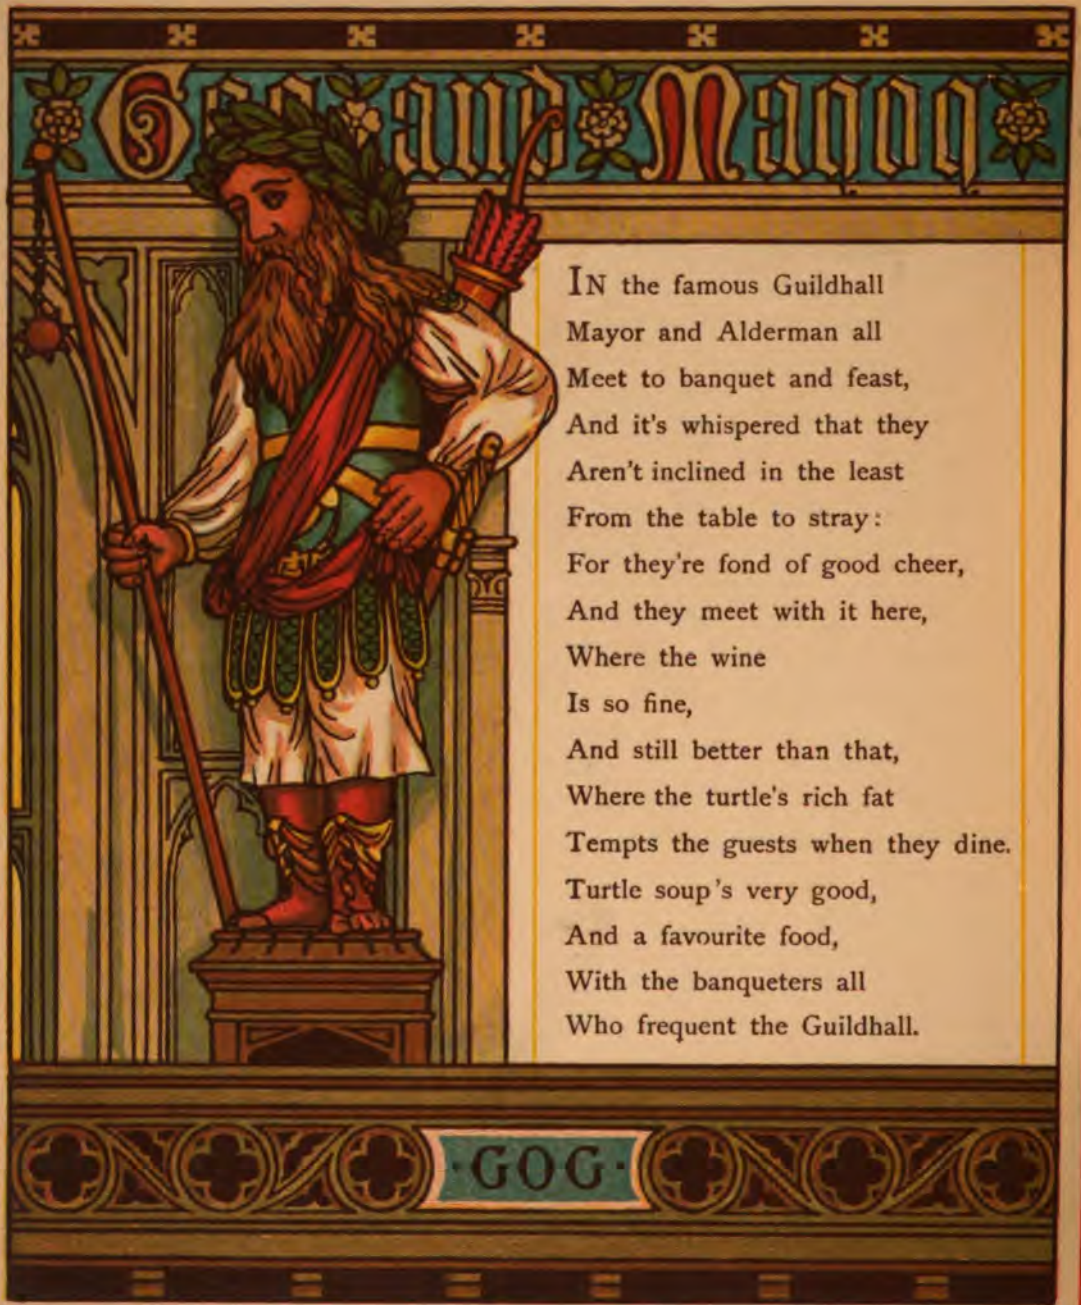 Gog and Magog
IN the famous Guildhall
Mayor and Alderman all
Meet to banquet and feast,
And it's whispered that they
Aren't inclined in the least
From the table to stray:
For they're fond of good cheer,
And they meet with it here,
Where the wine
Is so fine,
And still better than that,
Where the turtle's rich fat
Tempts the guests when they dine.
Turtle soup's very good,
And a favourite food,
With the banqueters all
Who frequent the Guildhall.
·GOG·